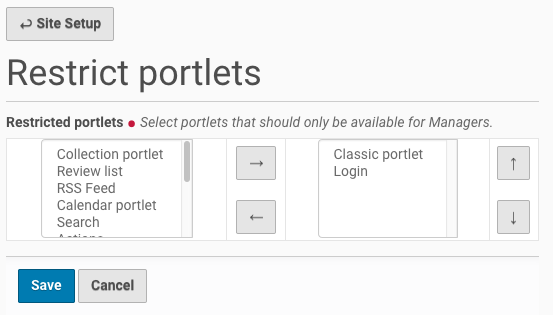 Site Setup
Restrict portlets
Restricted portlets Select portlets that should only be available for Managers.
Collection portlet
Review list
RSS Feed
Calendar portlet
Search
Classic portlet
Login
Save Cancel